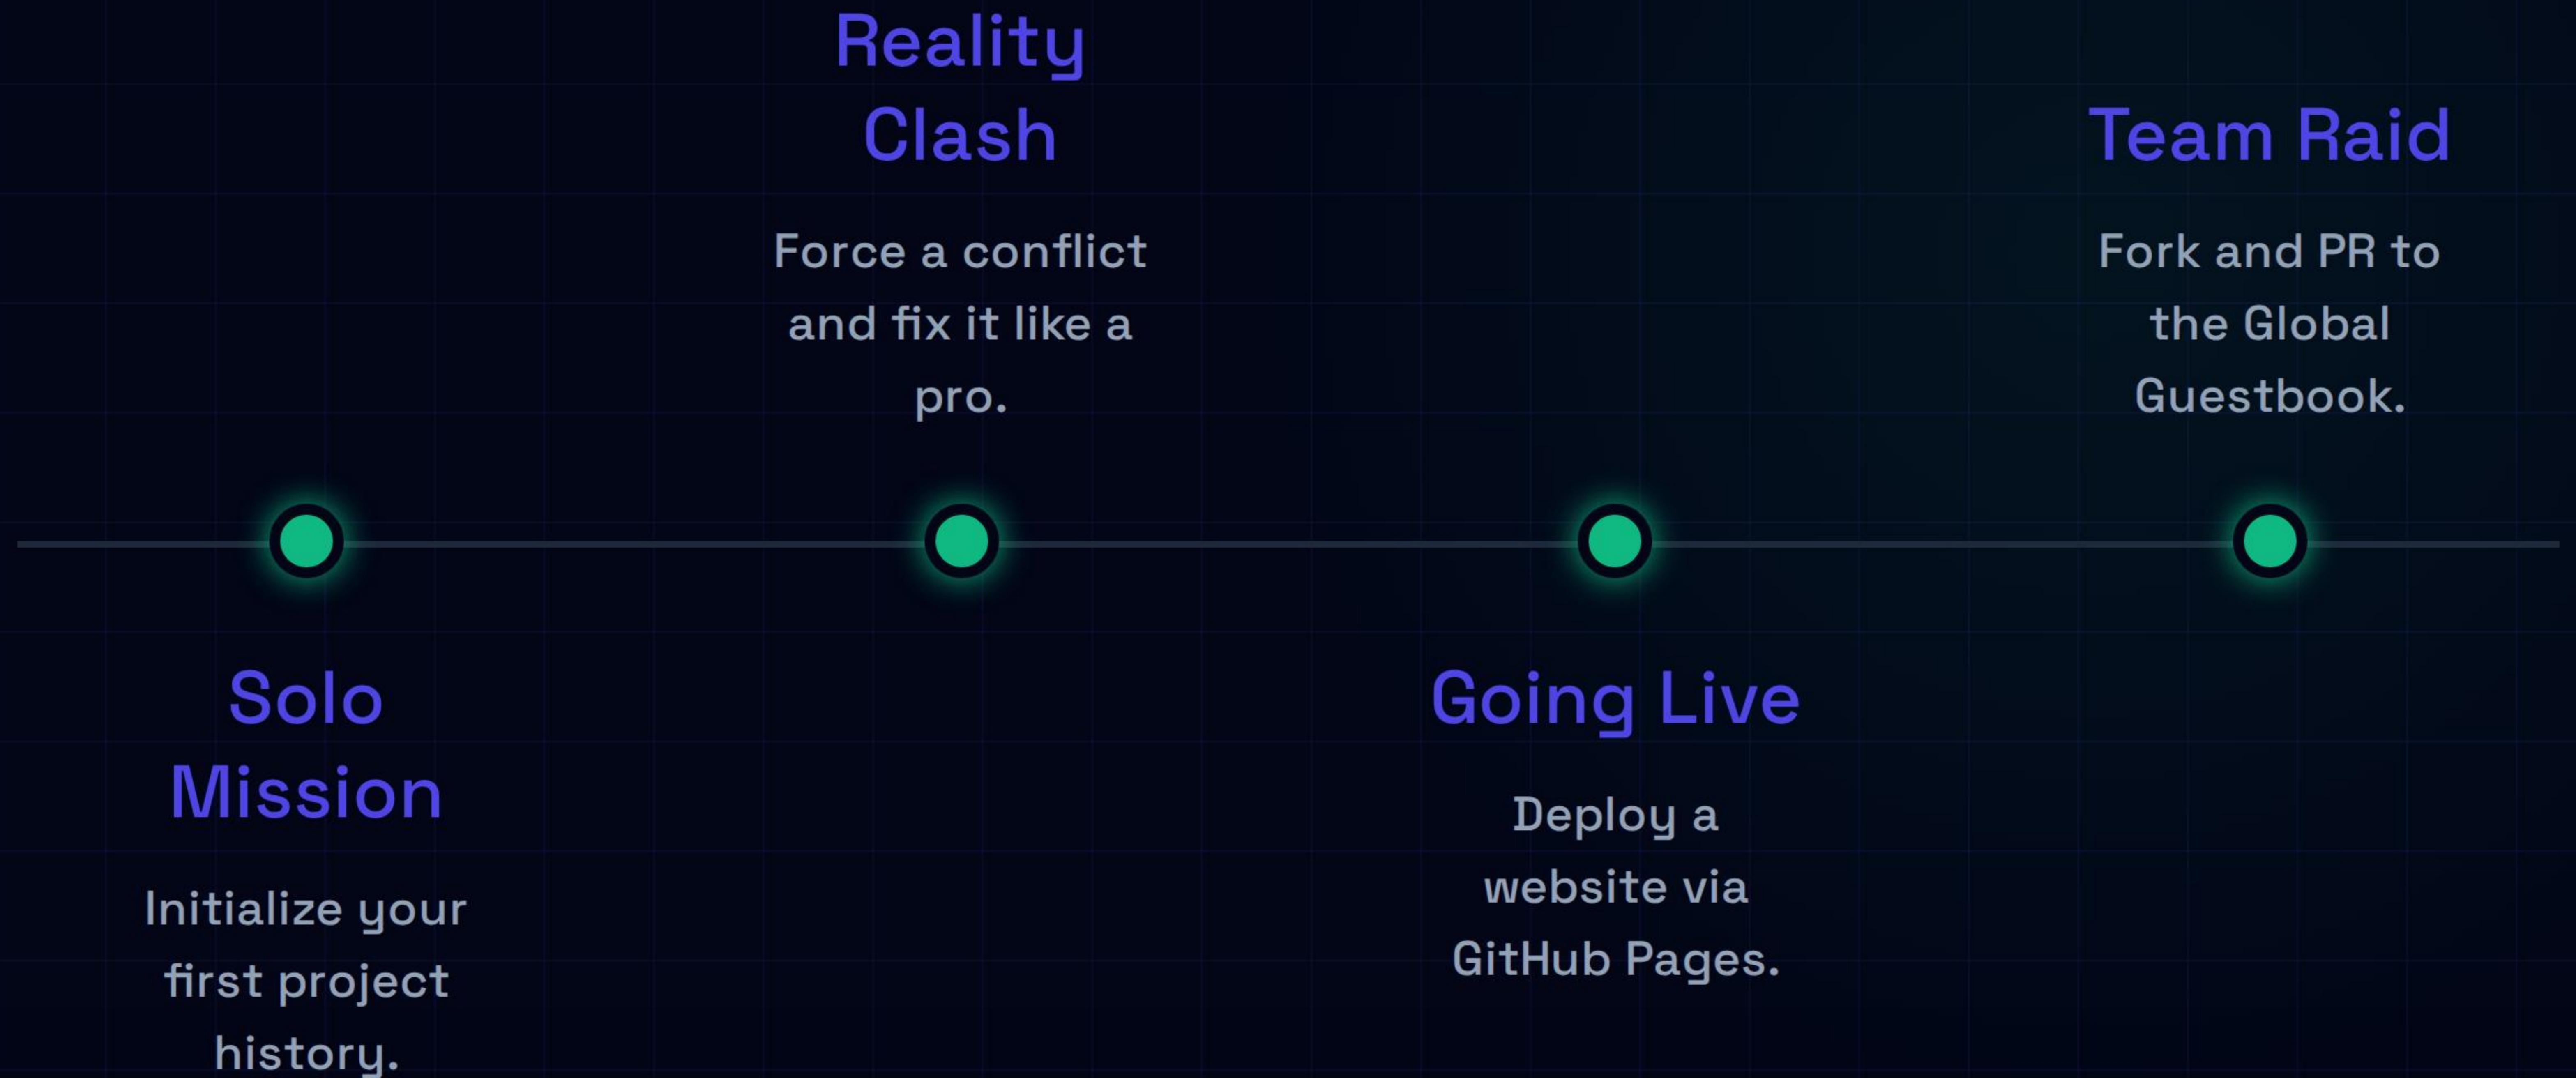 Reality
Clash
Force a conflict
and fix it like a
pro.
Team Raid
Fork and PR to
the Global
Guestbook.
Solo
Mission
Initialize your
first project
history.
Going Live
Deploy a
website via
GitHub Pages.